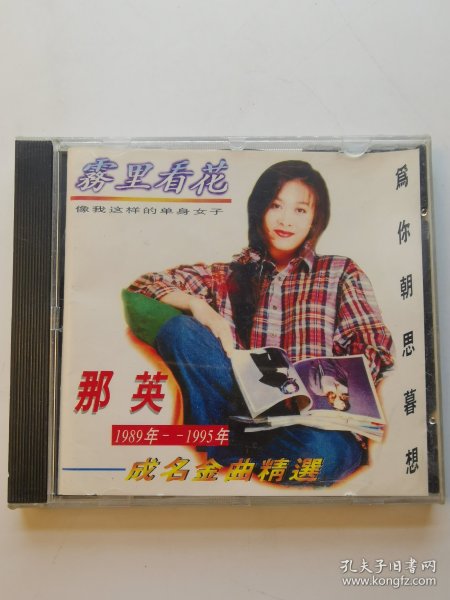 霧里看花
像我这样的单身女子
為你朝思暮想
那英
1989年--1995年
成名金曲精選
孔夫子旧书网
www.kongfz.com